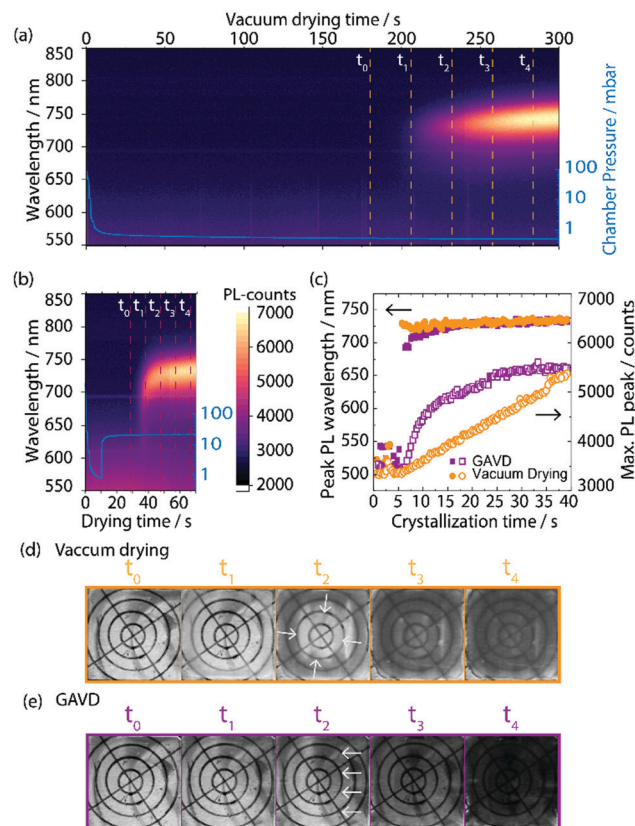 (a)
Vacuum drying time / s
0 50 100 150 200 250 300
t0 t1 t2 t3 t4
Wavelength / nm
850
800
750
700
650
600
550
Chamber Pressure / mbar
100
10
1
(b)
t0 t1 t2 t3 t4
Wavelength / nm
850
800
750
700
650
600
550
100
10
1
0 20 40 60
Drying time / s
PL-counts
7000
6000
5000
4000
3000
2000
(c)
Peak PL wavelength / nm
750
700
650
600
550
500
Max. PL peak / counts
7000
6000
5000
4000
3000
GAVD
Vacuum Drying
0 5 10 15 20 25 30 35 40
Crystallization time / s
(d) Vaccum drying
t0 t1 t2 t3 t4
(e) GAVD
t0 t1 t2 t3 t4